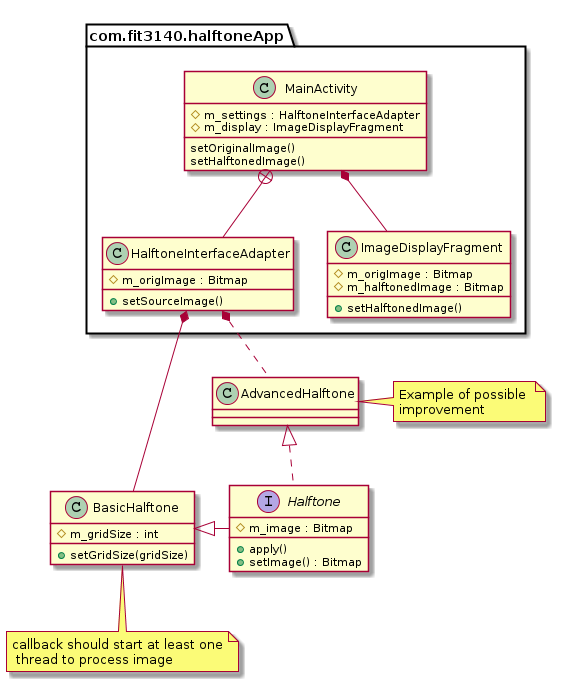 com.fit3140.halftoneApp
C MainActivity
m_settings : HalftoneInterfaceAdapter
m_display : ImageDisplayFragment
setOriginalImage()
setHalftonedImage()
C HalftoneInterfaceAdapter
m_origImage : Bitmap
setSourceImage()
C ImageDisplayFragment
m_origImage : Bitmap
m_halftonedImage : Bitmap
setHalftonedImage()
C AdvancedHalftone
Example of possible
improvement
C BasicHalftone
m_gridSize : int
setGridSize(gridSize)
I Halftone
m_image : Bitmap
apply()
setImage() : Bitmap
callback should start at least one
thread to process image